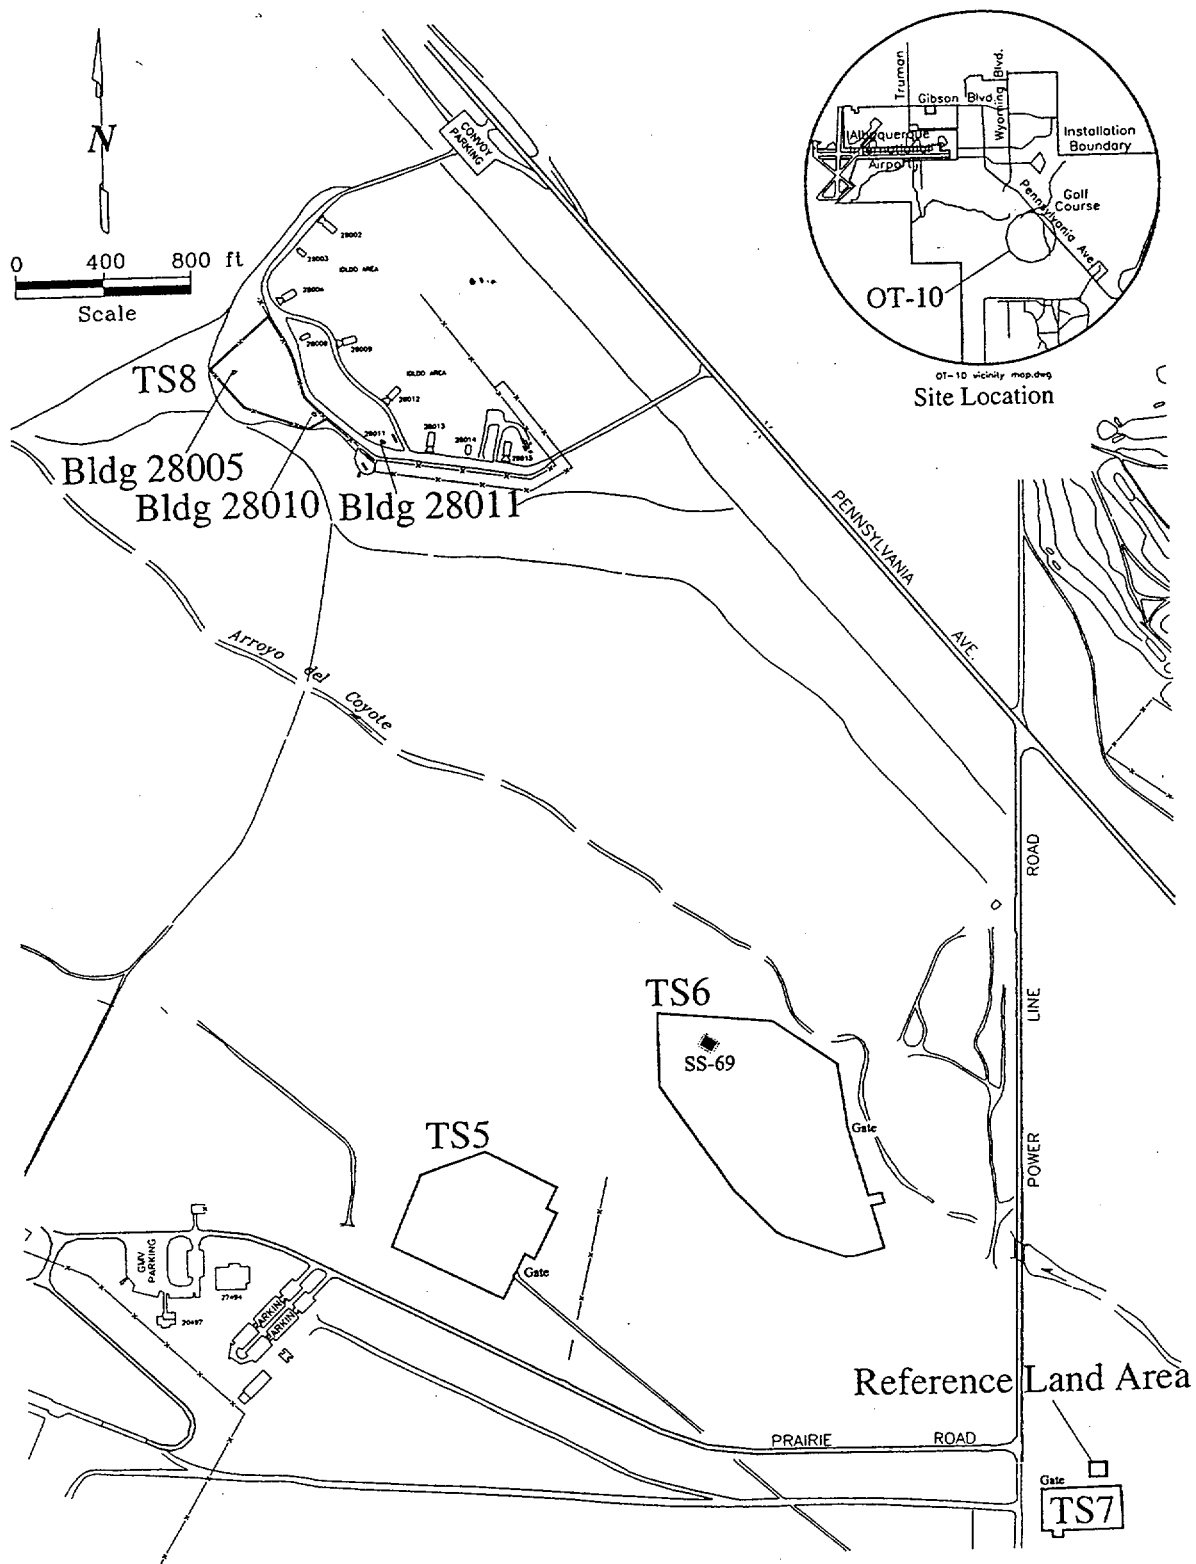 N
0 400 800 ft
Scale
CONVOY
PARKING
Truman
Gibson Blvd.
Wyoming Blvd.
Albuquerque
International
Airport
Installation
Boundary
Golf
Course
Pennsylvania Ave.
OT-10
OT-10 vicinity map.dwg
Site Location
28002
28003
IGLOO AREA
28004
28008
28009
IGLOO AREA
28012
28011
28013
28014
28015
TS8
Bldg 28005
Bldg 28010
Bldg 28011
PENNSYLVANIA
AVE.
Arroyo del Coyote
ROAD
LINE
POWER
TS6
SS-69
Gate
TS5
Gate
GMV
PARKING
27494
20497
PARKING
PARKING
Reference Land Area
PRAIRIE ROAD
Gate
TS7